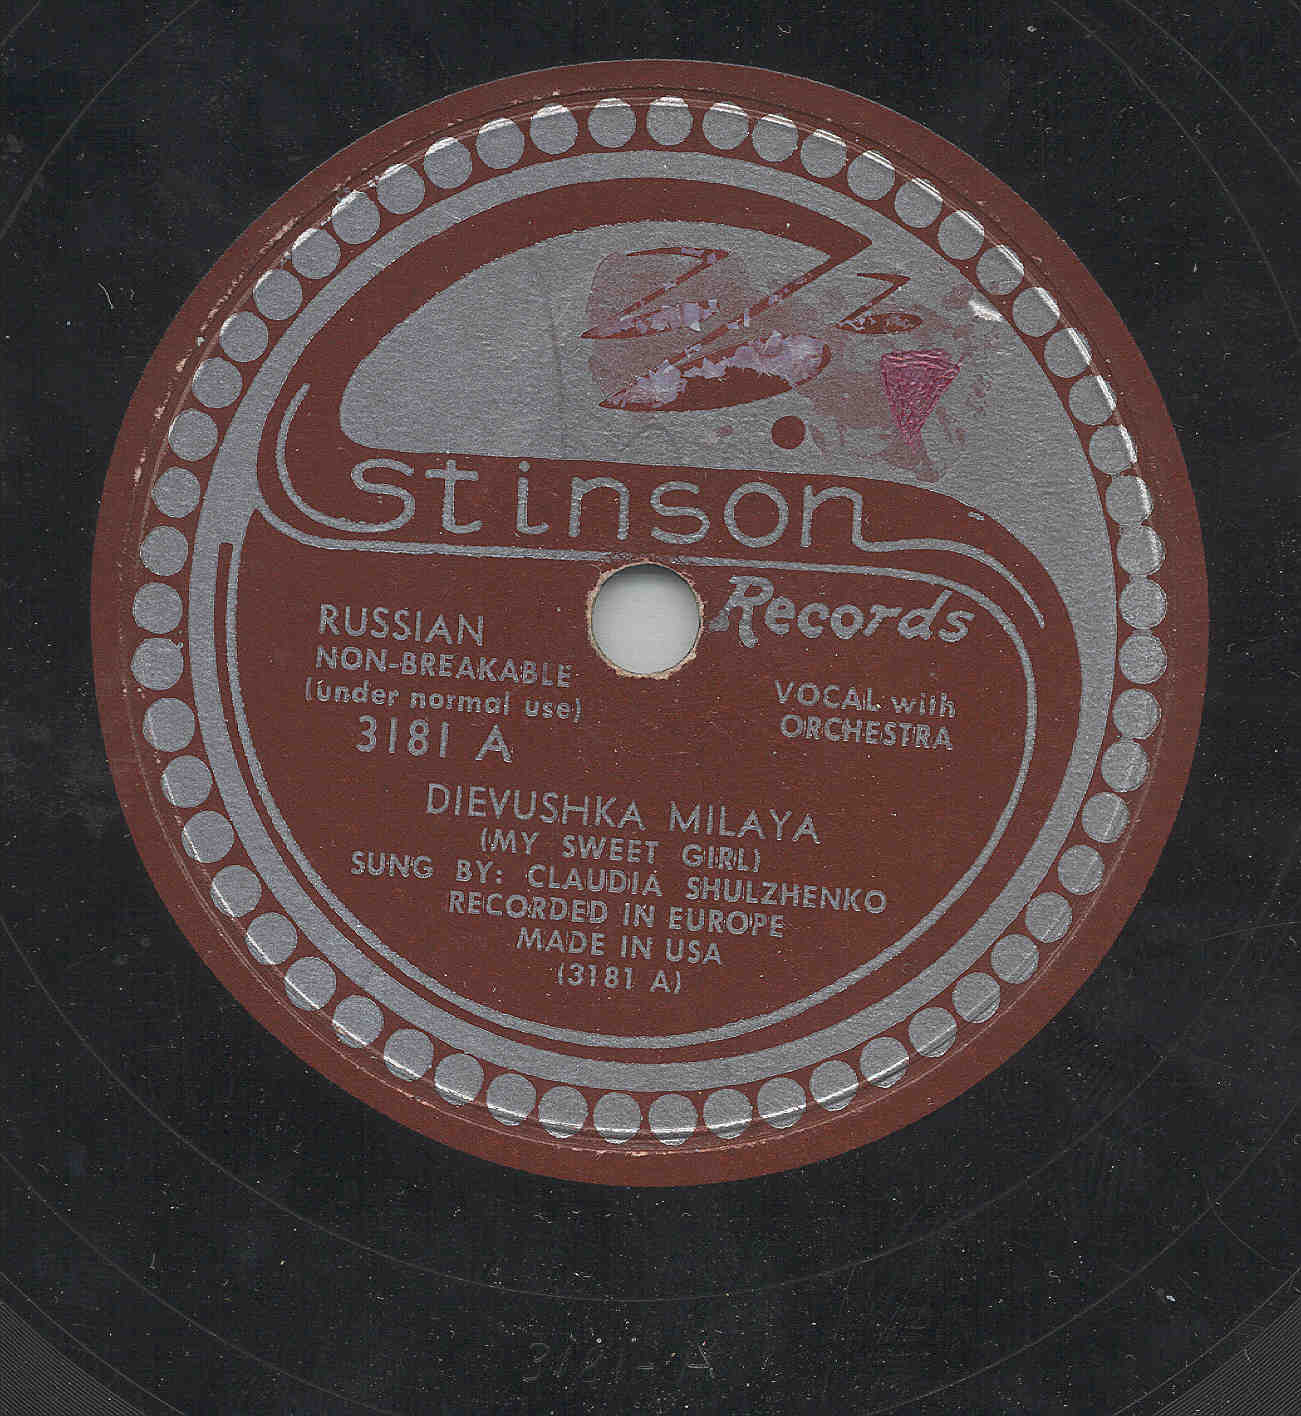 Stinson
Records
RUSSIAN
NON-BREAKABLE
(under normal use)
3181 A
VOCAL with
ORCHESTRA
DIEVUSHKA MILAYA
(MY SWEET GIRL)
SUNG BY: CLAUDIA SHULZHENKO
RECORDED IN EUROPE
MADE IN USA
(3181 A)
3181-A